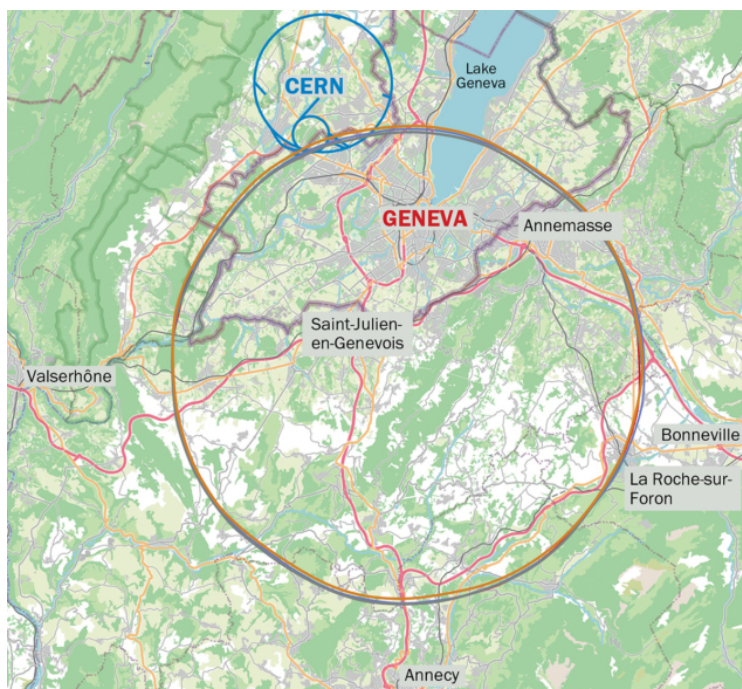 Lake
Geneva
CERN
GENEVA
Annemasse
Saint-Julien-
en-Genevois
Valserhône
Bonneville
La Roche-sur-
Foron
Annecy